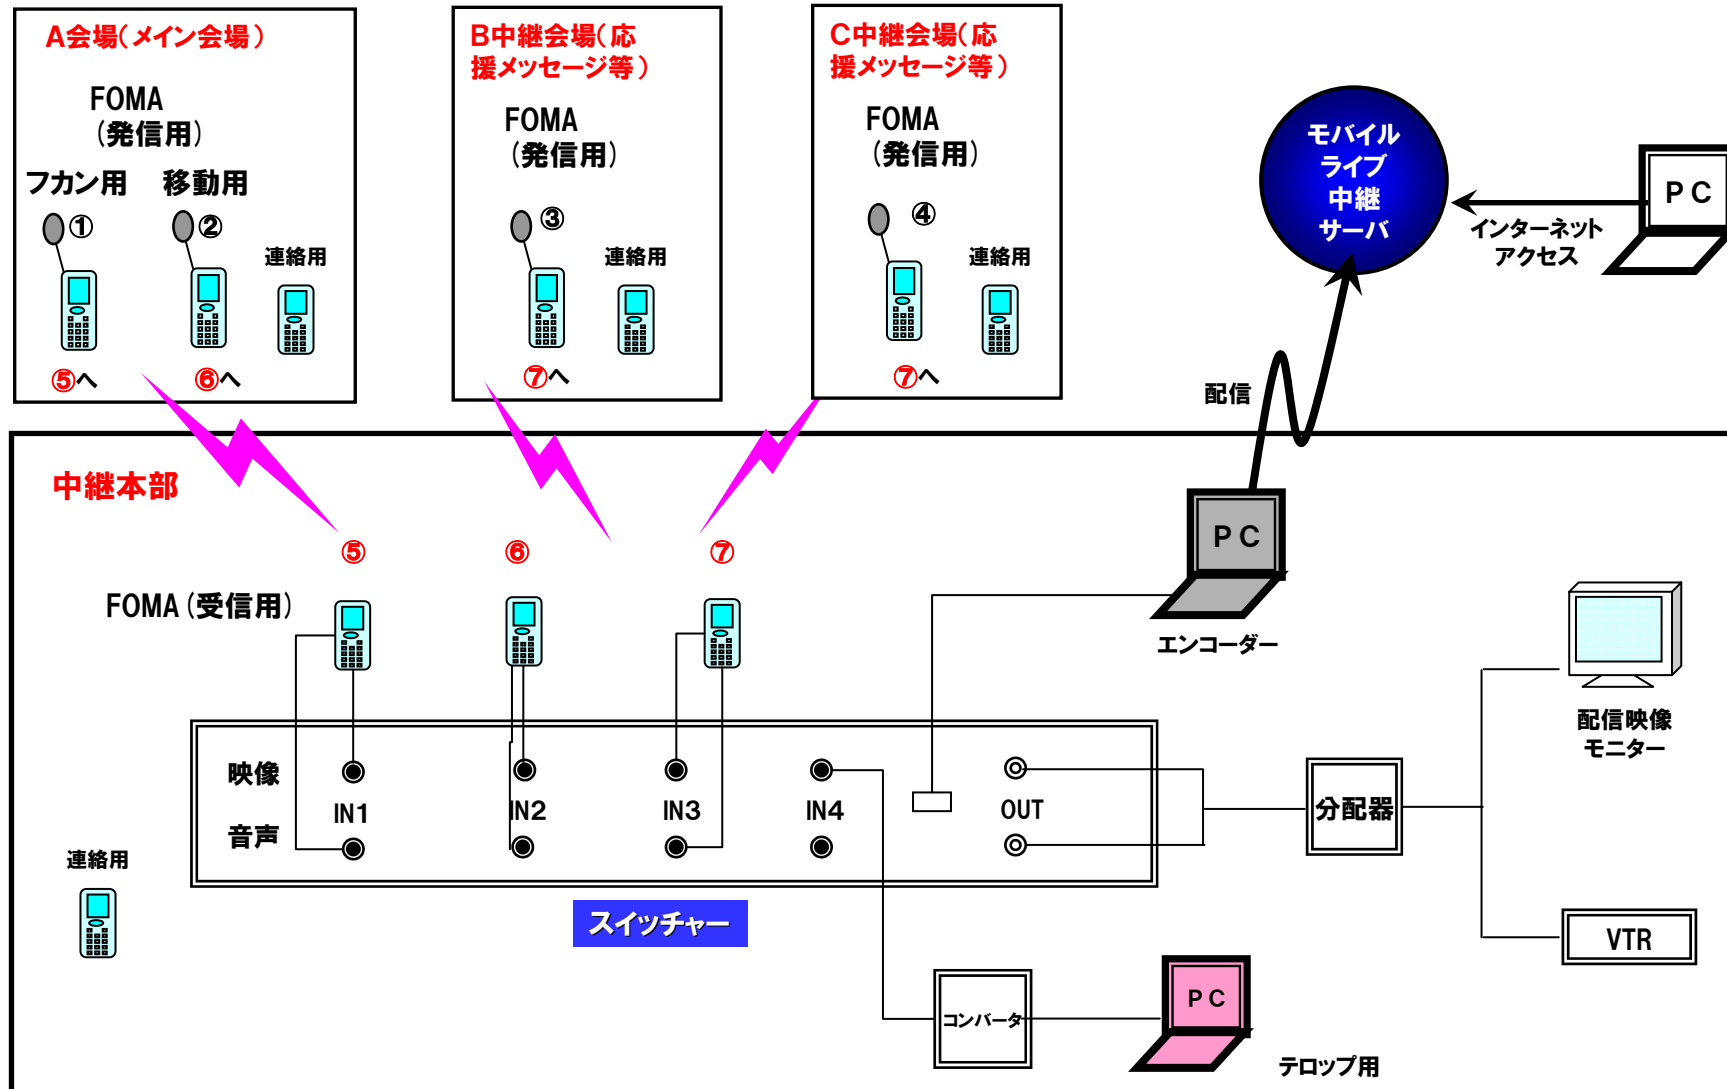 A会場(メイン会場)
FOMA
(発信用)
フカン用 移動用
① ②
連絡用
⑤へ ⑥へ
B中継会場(応
援メッセージ等)
FOMA
(発信用)
③
連絡用
⑦へ
C中継会場(応
援メッセージ等)
FOMA
(発信用)
④
連絡用
⑦へ
モバイル
ライブ
中継
サーバ
PC
インターネット
アクセス
配信
中継本部
⑤ ⑥ ⑦
FOMA(受信用)
PC
エンコーダー
映像
音声
IN1 IN2 IN3 IN4 OUT
スイッチャー
連絡用
分配器
配信映像
モニター
VTR
コンバータ
PC
テロップ用